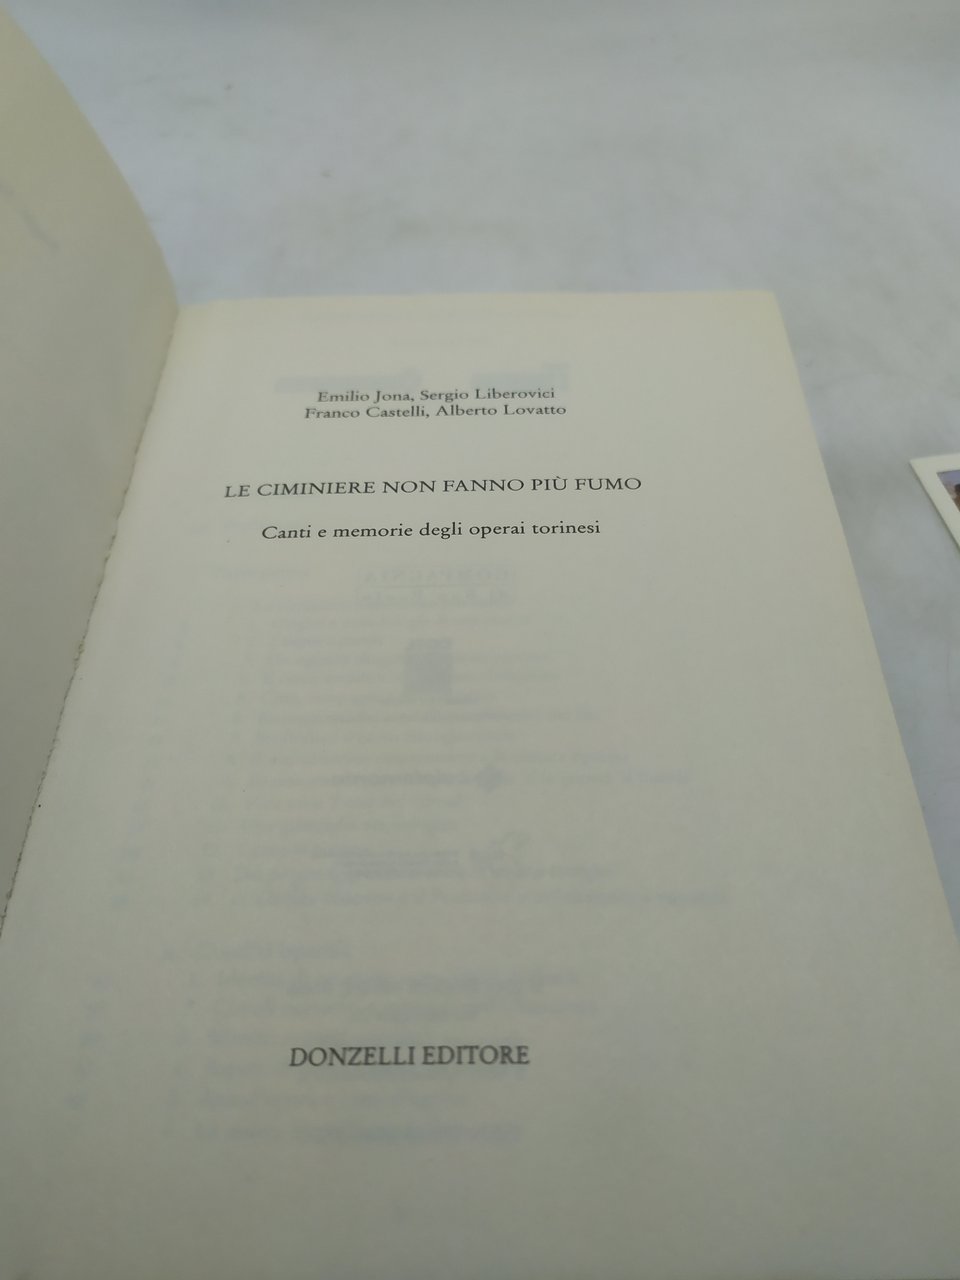 Emilio Jona, Sergio Liberovici
Franco Castelli, Alberto Lovatto
LE CIMINIERE NON FANNO PIÙ FUMO
Canti e memorie degli operai torinesi
DONZELLI EDITORE